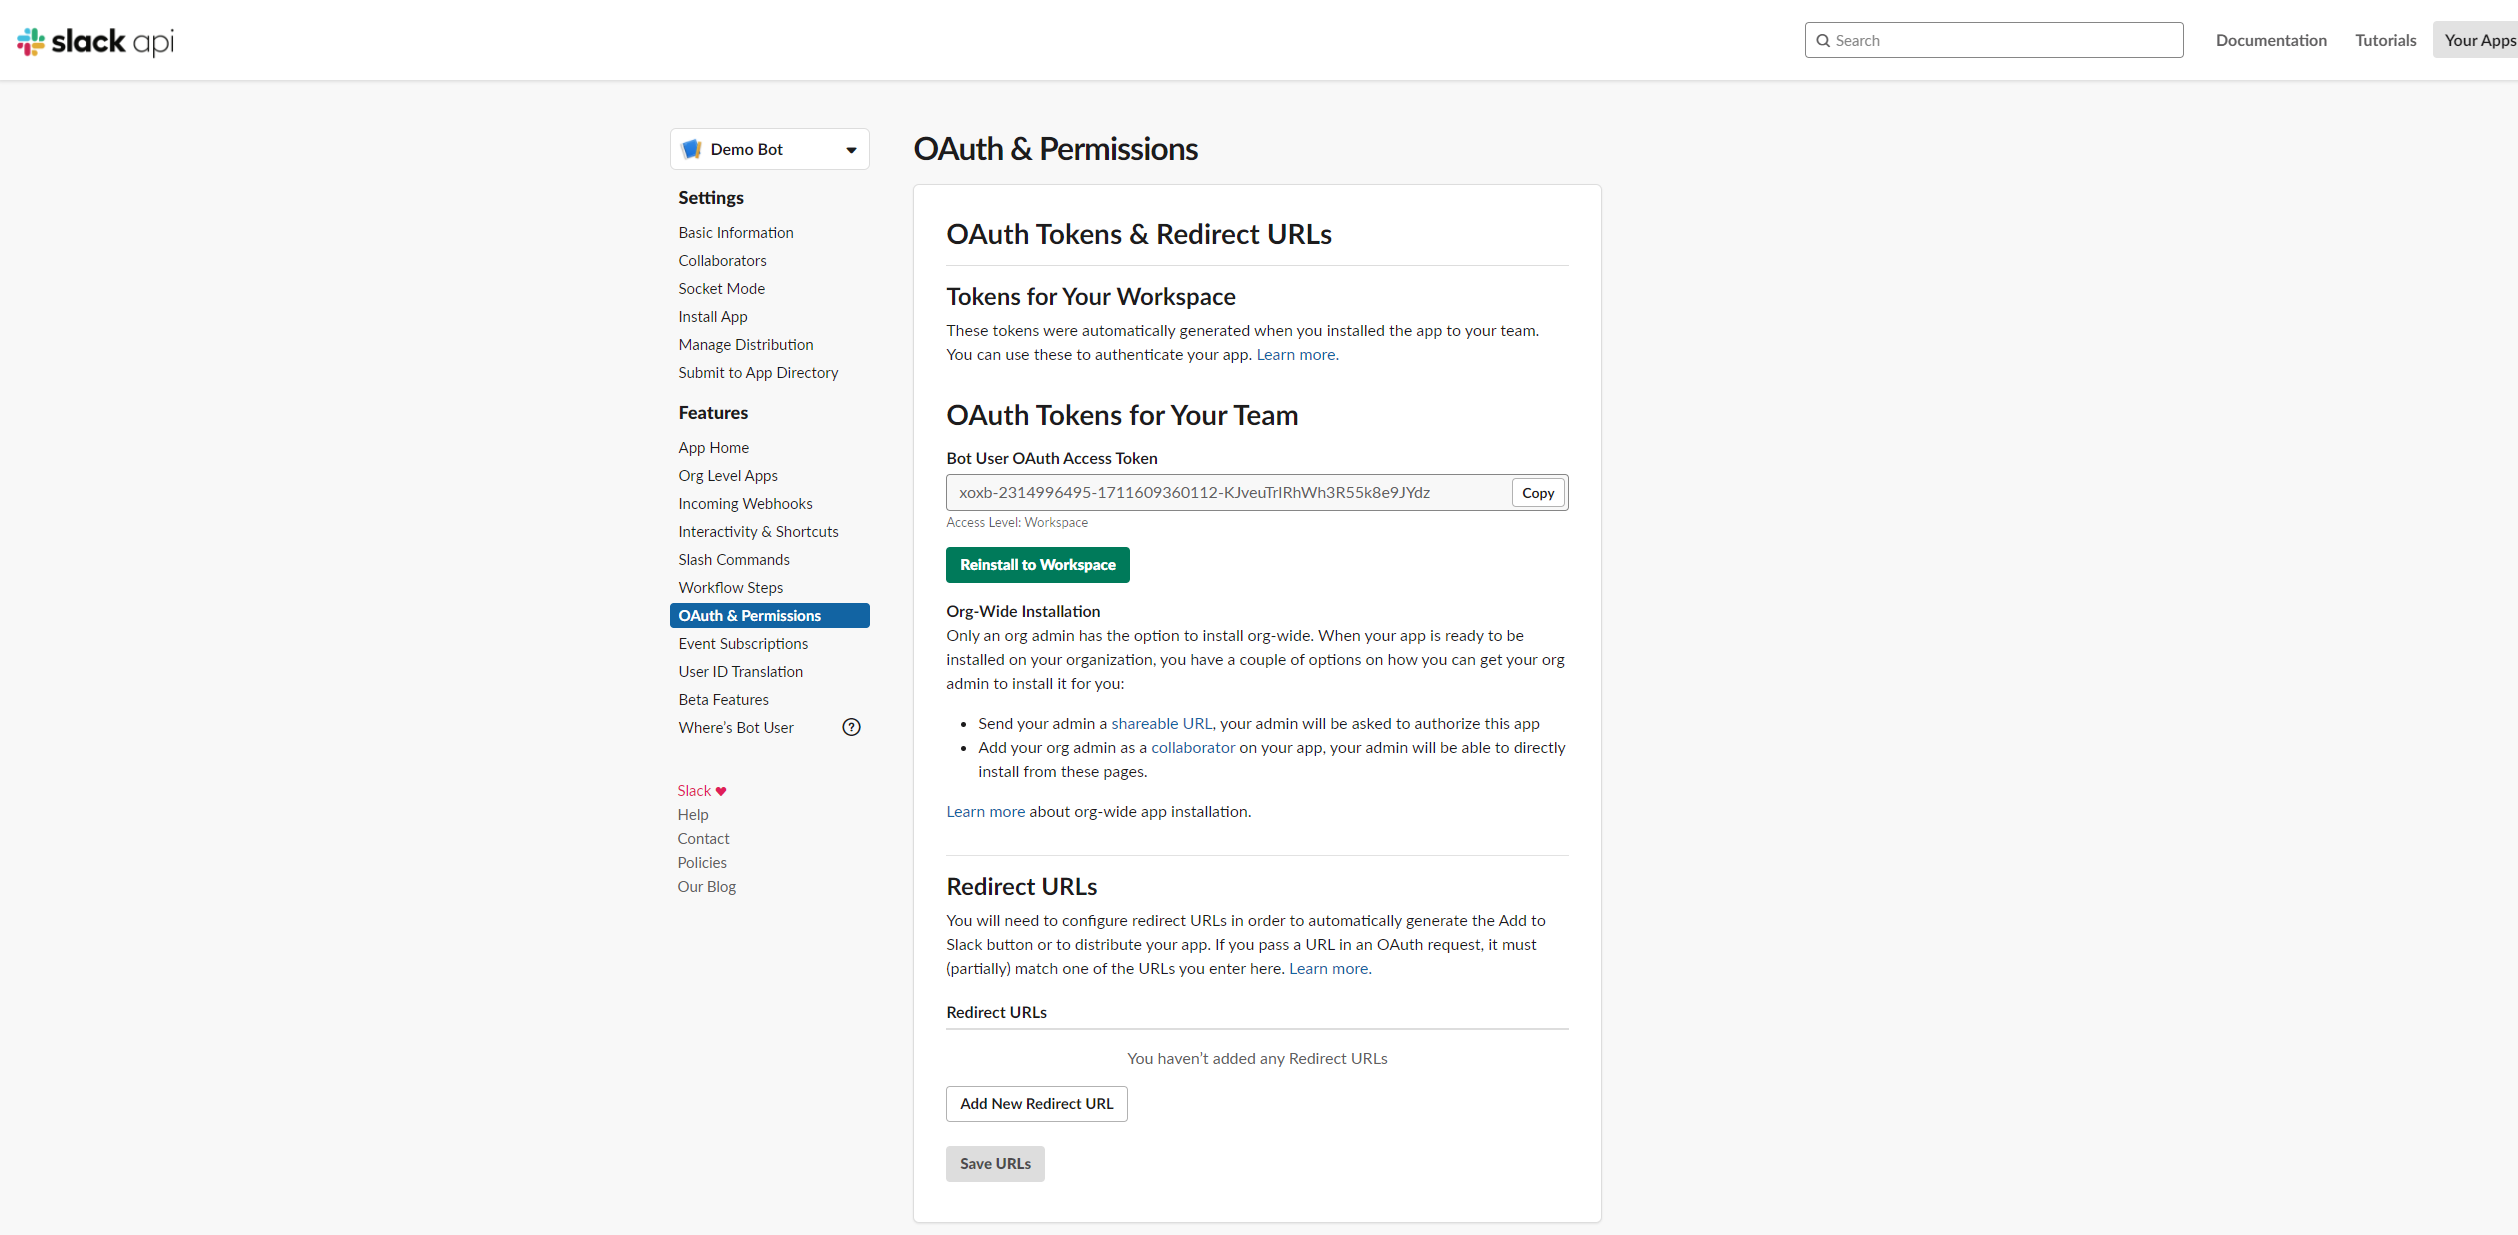 slack api
Search
Documentation
Tutorials
Your Apps
Demo Bot
Settings
Basic Information
Collaborators
Socket Mode
Install App
Manage Distribution
Submit to App Directory
Features
App Home
Org Level Apps
Incoming Webhooks
Interactivity & Shortcuts
Slash Commands
Workflow Steps
OAuth & Permissions
Event Subscriptions
User ID Translation
Beta Features
Where's Bot User
?
Slack ♥
Help
Contact
Policies
Our Blog
OAuth & Permissions
OAuth Tokens & Redirect URLs
Tokens for Your Workspace
These tokens were automatically generated when you installed the app to your team.
You can use these to authenticate your app. Learn more.
OAuth Tokens for Your Team
Bot User OAuth Access Token
xoxb-2314996495-1711609360112-KJveuTrlRhWh3R55k8e9JYdz
Copy
Access Level: Workspace
Reinstall to Workspace
Org-Wide Installation
Only an org admin has the option to install org-wide. When your app is ready to be
installed on your organization, you have a couple of options on how you can get your org
admin to install it for you:
• Send your admin a shareable URL, your admin will be asked to authorize this app
• Add your org admin as a collaborator on your app, your admin will be able to directly
install from these pages.
Learn more about org-wide app installation.
Redirect URLs
You will need to configure redirect URLs in order to automatically generate the Add to
Slack button or to distribute your app. If you pass a URL in an OAuth request, it must
(partially) match one of the URLs you enter here. Learn more.
Redirect URLs
You haven't added any Redirect URLs
Add New Redirect URL
Save URLs